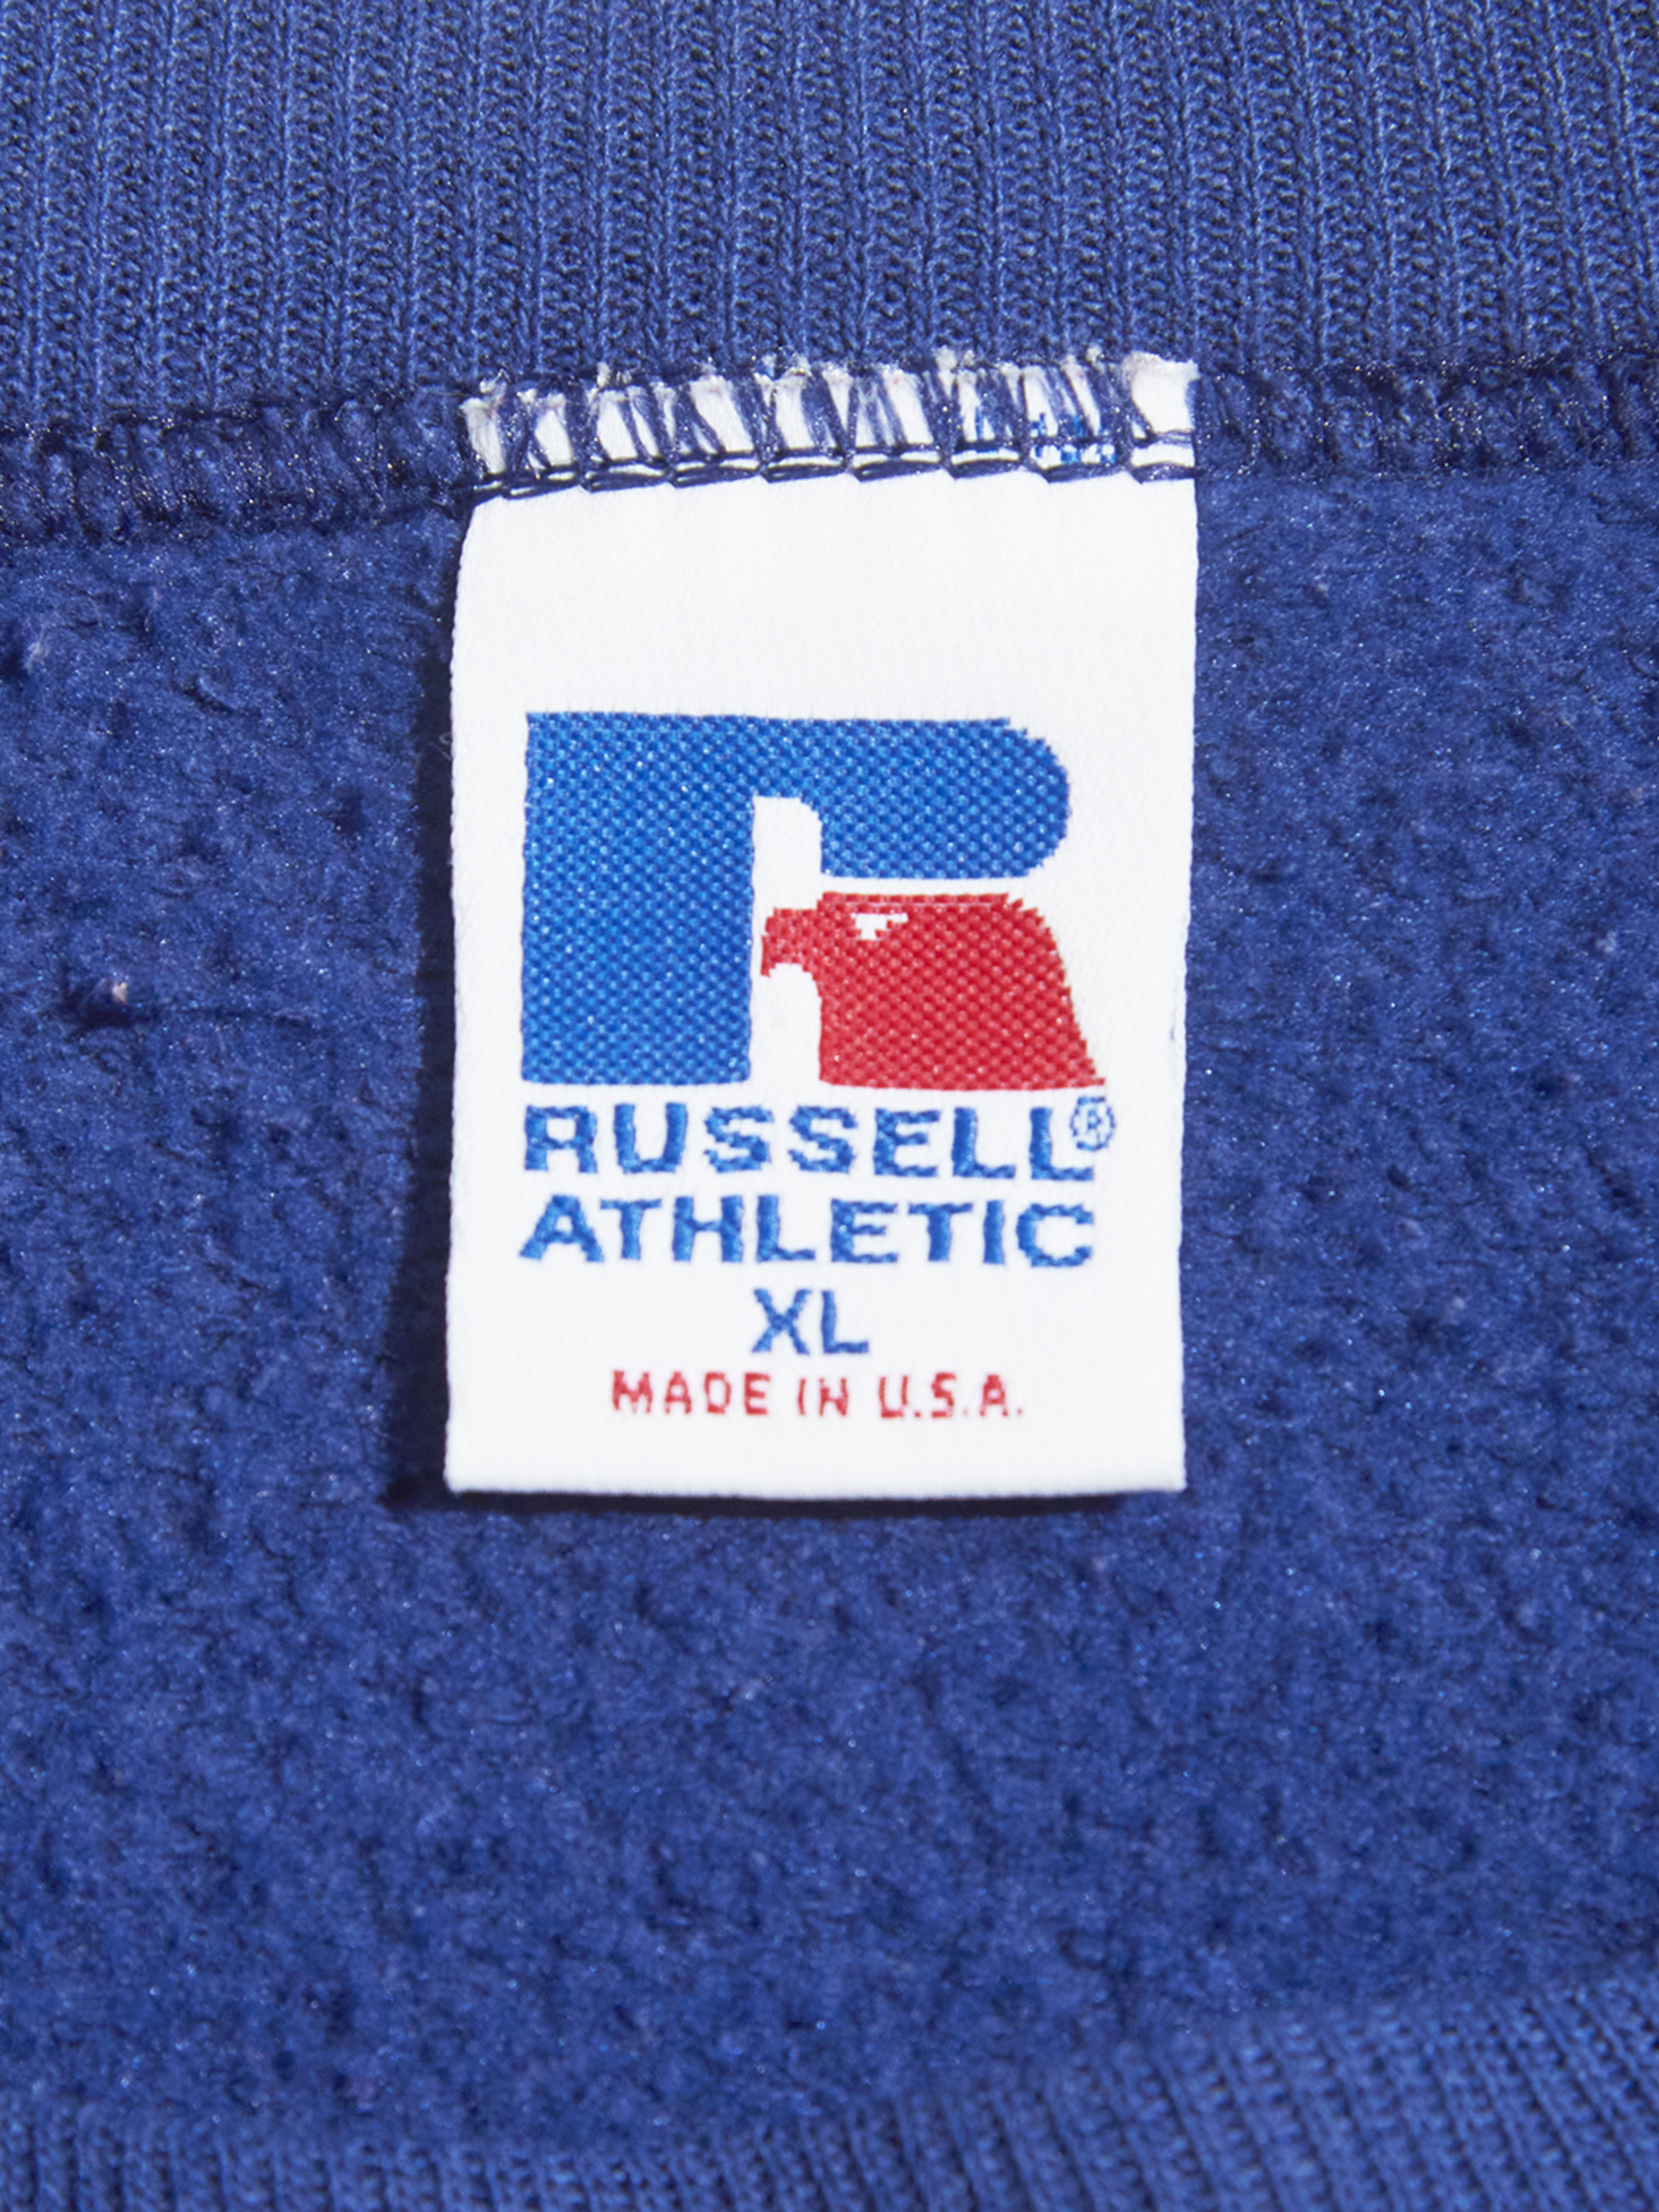 RUSSELL®
ATHLETIC
XL
MADE IN U.S.A.